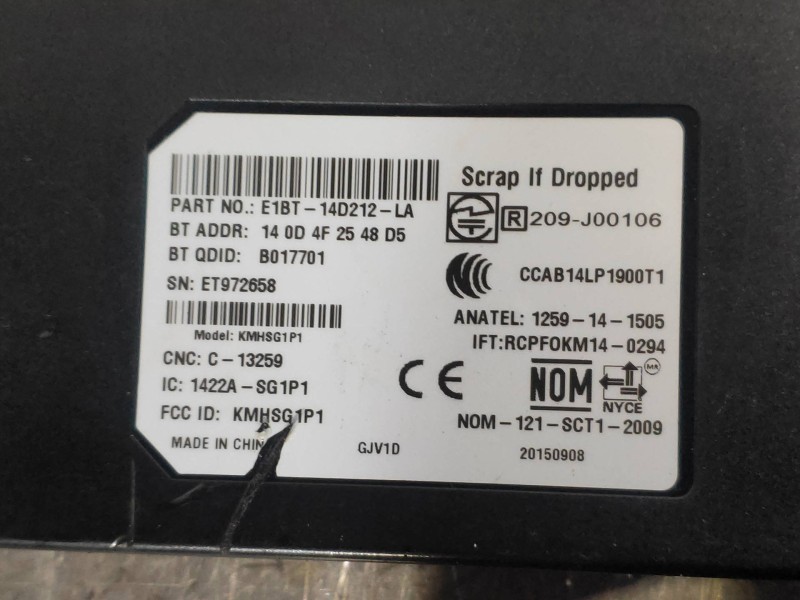 PART NO.: E1BT-14D212-LA
BT ADDR: 14 0D 4F 25 48 D5
BT QDID: B017701
SN: ET972658
Model: KMHSG1P1
CNC: C-13259
IC: 1422A-SG1P1
FCC ID: KMHSG1P1
MADE IN CHIN
GJV1D
Scrap If Dropped
R 209-J00106
CCAB14LP1900T1
ANATEL: 1259-14-1505
IFT:RCPFOKM14-0294
CE
NOM
NYCE
NOM-121-SCT1-2009
20150908